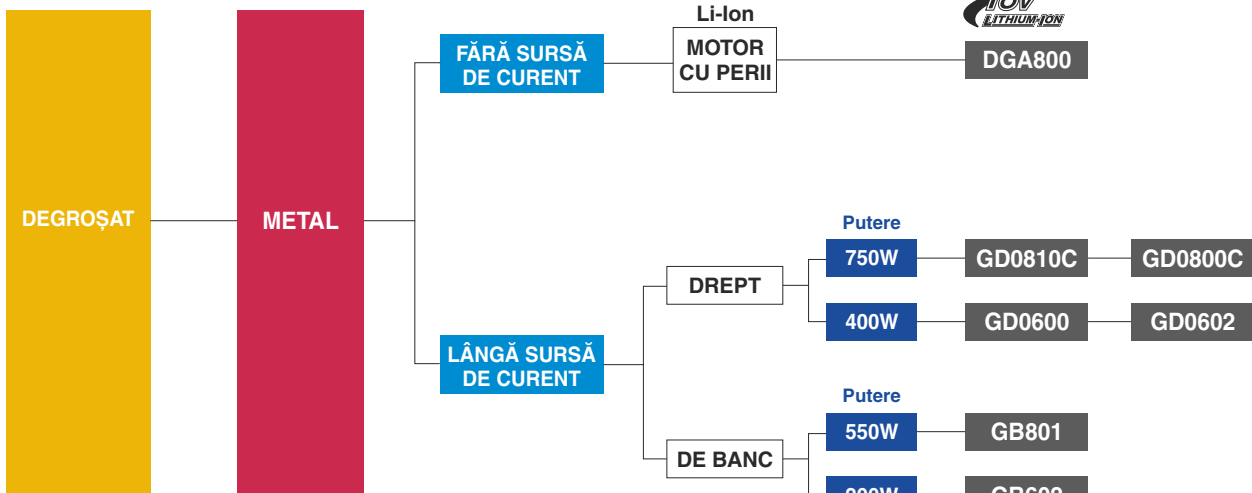 DEGROȘAT
METAL
FĂRĂ SURSĂ
DE CURENT
Li-Ion
MOTOR
CU PERII
LITHIUM-ION
DGA800
LÂNGĂ SURSĂ
DE CURENT
DREPT
Putere
750W
GD0810C
GD0800C
400W
GD0600
GD0602
DE BANC
Putere
550W
GB801